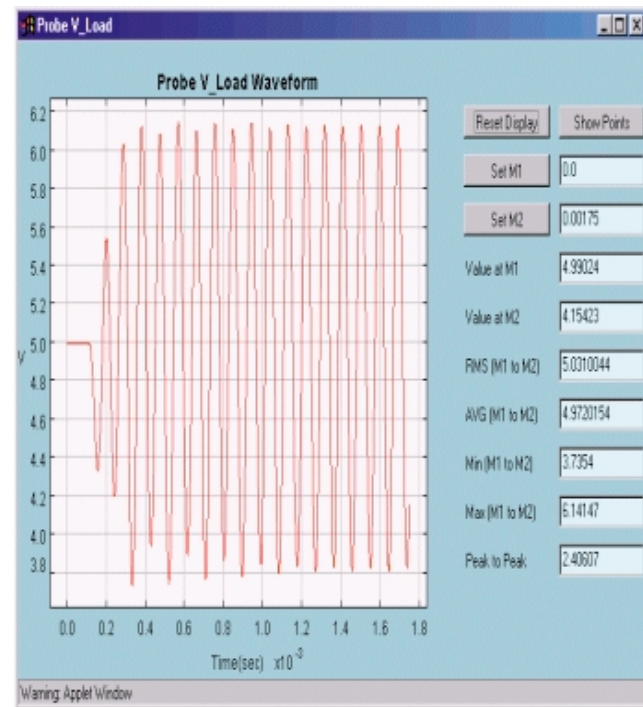 Probe V_Load
Probe V_Load Waveform
6.2
6.0
5.8
5.6
5.4
5.2
5.0
4.8
4.6
4.4
4.2
4.0
3.8
V
0.0 0.2 0.4 0.6 0.8 1.0 1.2 1.4 1.6 1.8
Time(sec) x10^-3
Reset Display Show Points
Set M1 0.0
Set M2 0.00175
Value at M1 4.99024
Value at M2 4.15423
RMS (M1 to M2) 5.0310044
AVG (M1 to M2) 4.9720154
Min (M1 to M2) 3.7354
Max (M1 to M2) 6.14147
Peak to Peak 2.40607
Warning: Applet Window